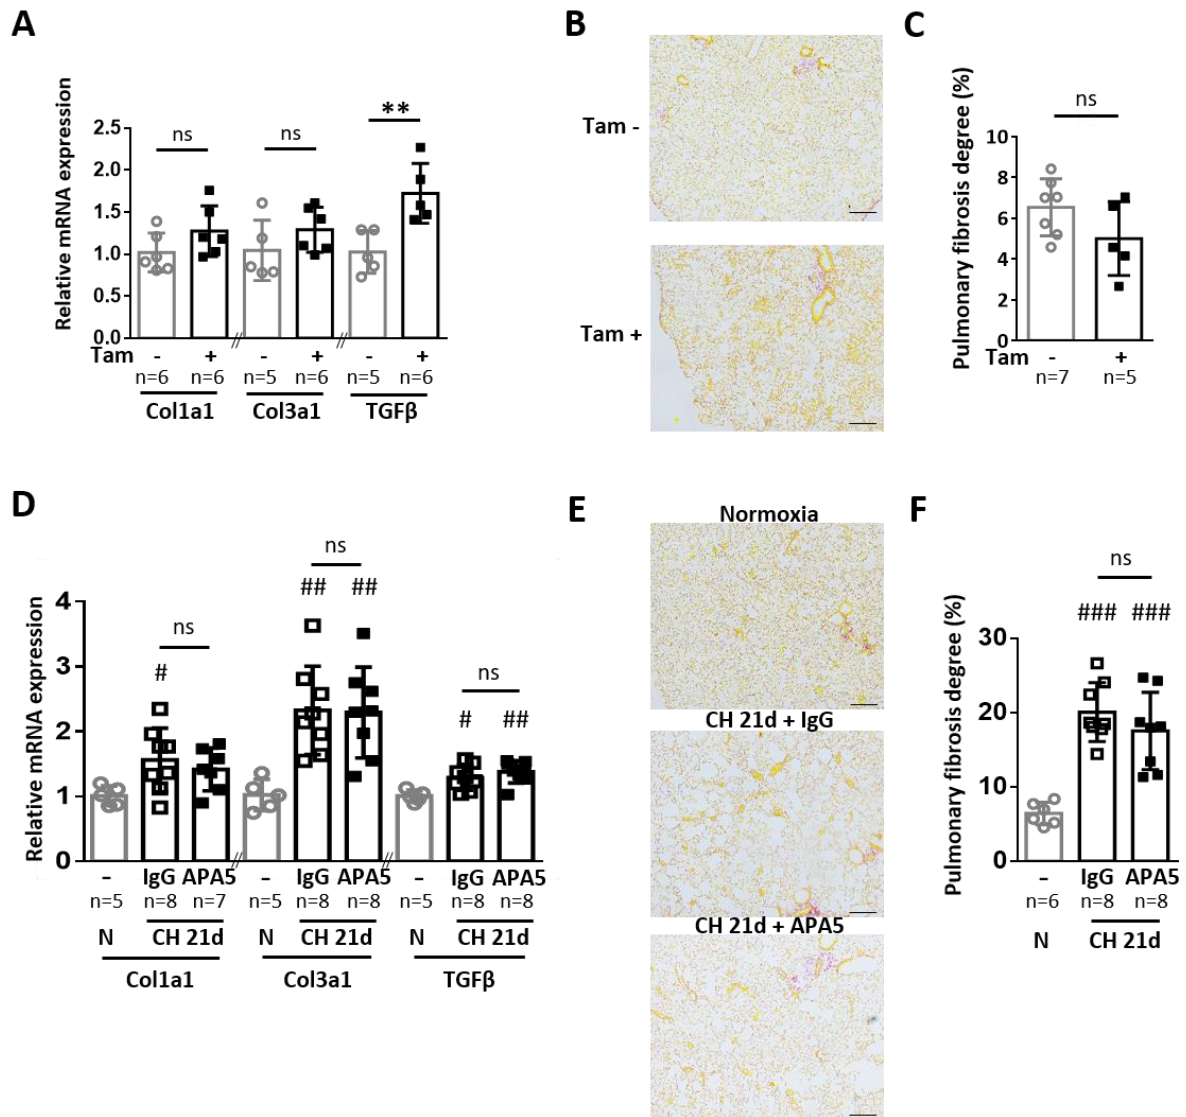 A
Relative mRNA expression
2.5
2.0
1.5
1.0
0.5
0.0
ns
ns
**
Tam - + - + - +
n=6 n=6 n=5 n=6 n=5 n=6
Col1a1 Col3a1 TGFβ
B
Tam -
Tam +
C
Pulmonary fibrosis degree (%)
10
8
6
4
2
0
ns
Tam - +
n=7 n=5
D
Relative mRNA expression
4
3
2
1
0
ns
#
ns
## ##
ns
# ##
- IgG APA5 - IgG APA5 - IgG APA5
n=5 n=8 n=7 n=5 n=8 n=8 n=5 n=8 n=8
N CH 21d N CH 21d N CH 21d
Col1a1 Col3a1 TGFβ
E
Normoxia
CH 21d + IgG
CH 21d + APA5
F
Pulmonary fibrosis degree (%)
30
20
10
0
ns
### ###
- IgG APA5
n=6 n=8 n=8
N CH 21d